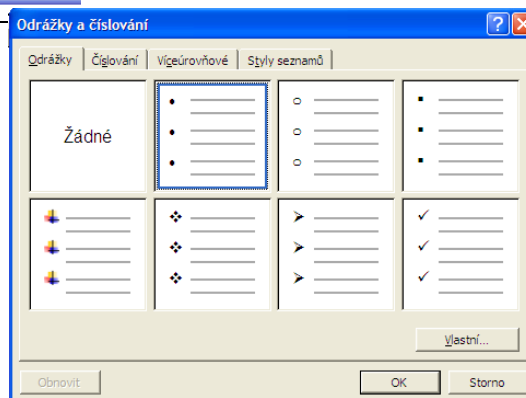 Odrážky a číslování
Odrážky Číslování Víceúrovňové Styly seznamů
Žádné
Vlastní...
Obnovit OK Storno